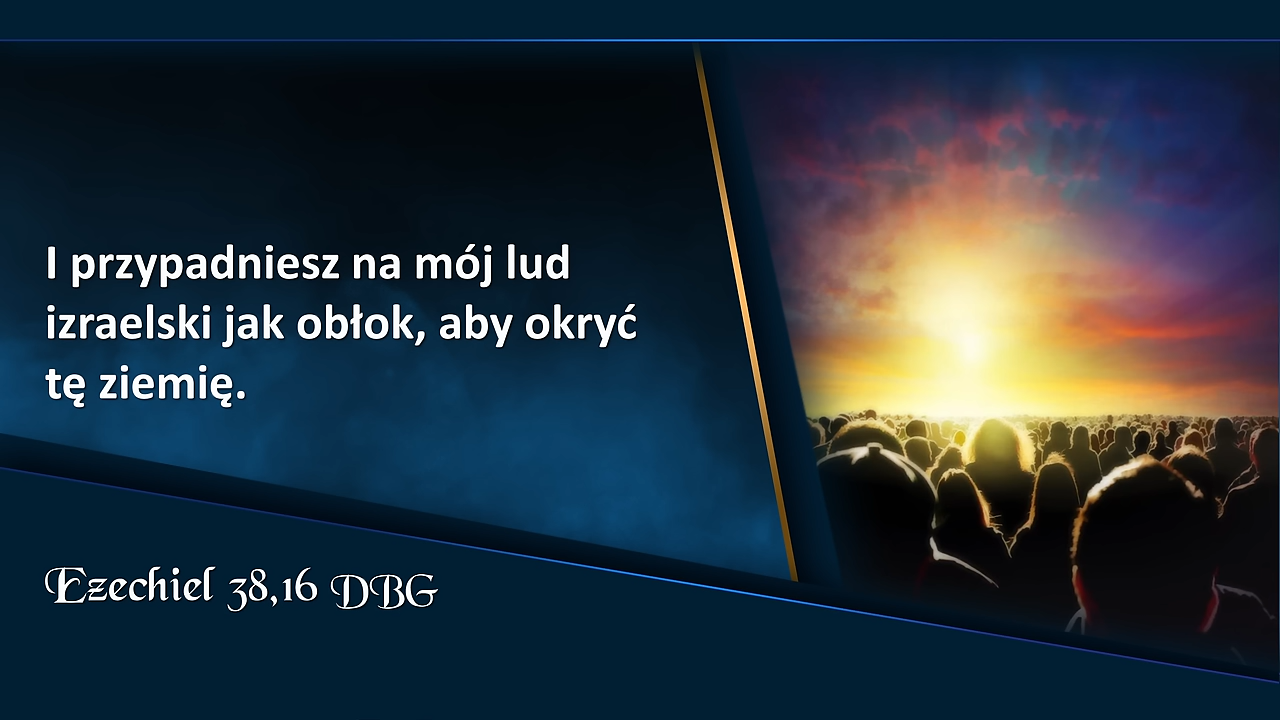 I przypadniesz na mój lud
izraelski jak obłok, aby okryć
tę ziemię.
Ezechiel 38,16 DBG